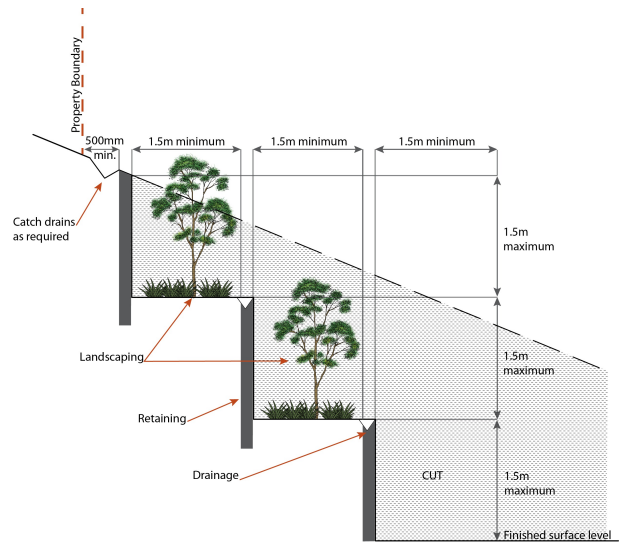 Property Boundary
500mm
min.
1.5m minimum
1.5m minimum
1.5m minimum
Catch drains
as required
1.5m
maximum
Landscaping
1.5m
maximum
Retaining
Drainage
CUT
1.5m
maximum
Finished surface level